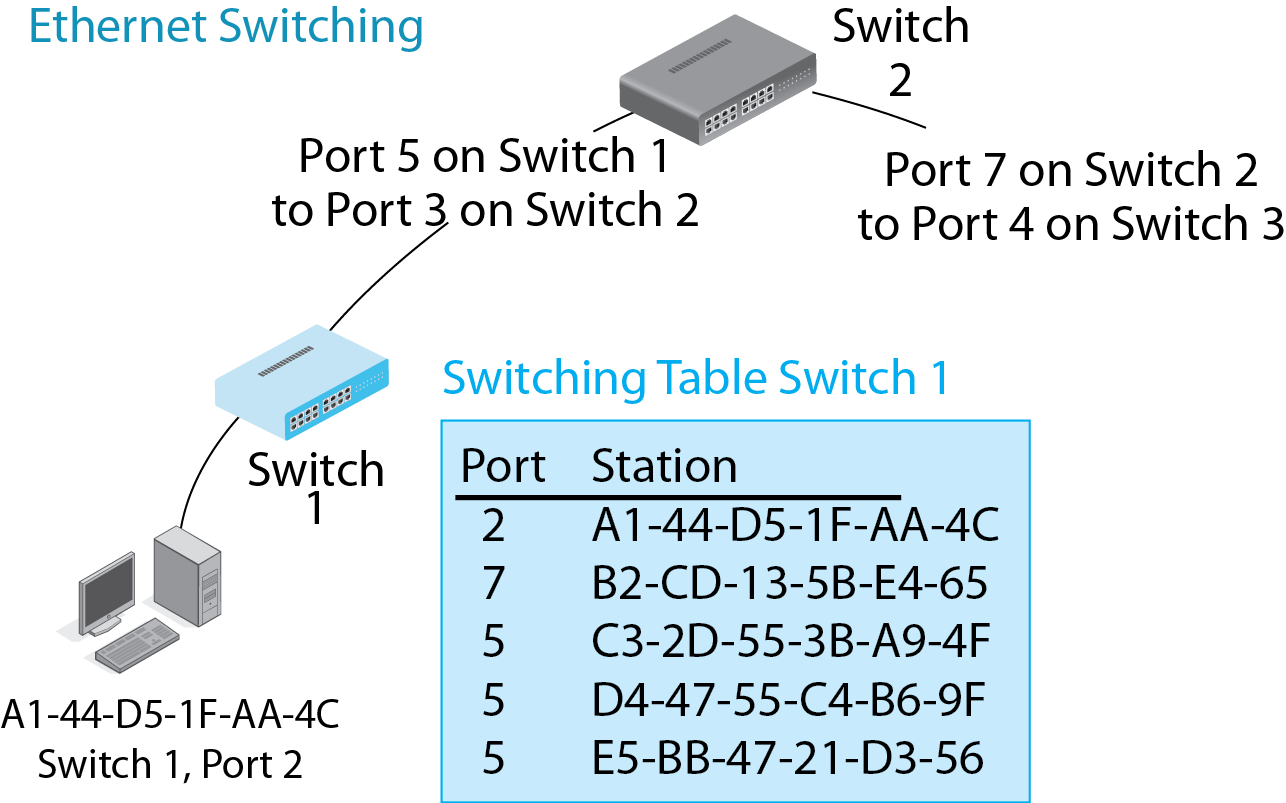 Ethernet Switching
Switch
2
Port 5 on Switch 1
to Port 3 on Switch 2
Port 7 on Switch 2
to Port 4 on Switch 3
Switch
1
Switching Table Switch 1
Port Station
2 A1-44-D5-1F-AA-4C
7 B2-CD-13-5B-E4-65
5 C3-2D-55-3B-A9-4F
5 D4-47-55-C4-B6-9F
5 E5-BB-47-21-D3-56
A1-44-D5-1F-AA-4C
Switch 1, Port 2